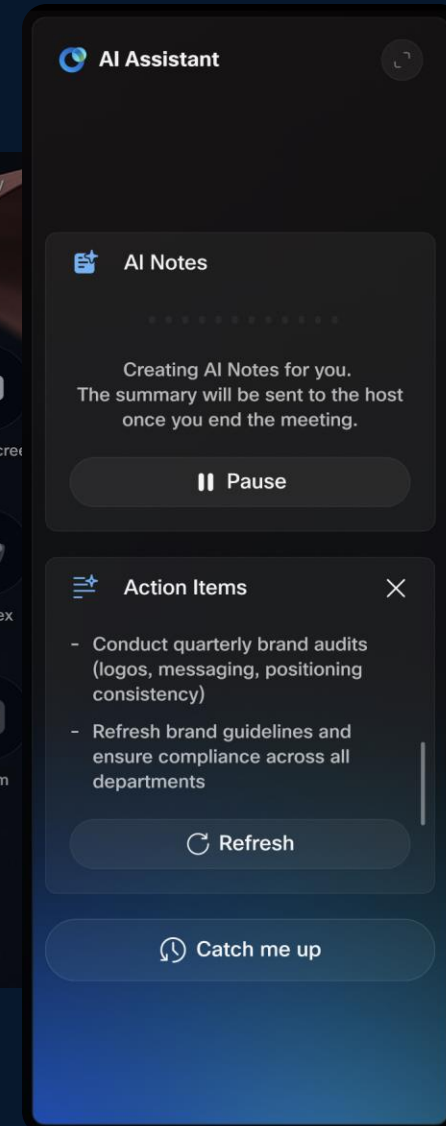 AI Assistant
AI Notes
Creating AI Notes for you.
The summary will be sent to the host
once you end the meeting.
Pause
Action Items
- Conduct quarterly brand audits
(logos, messaging, positioning
consistency)
- Refresh brand guidelines and
ensure compliance across all
departments
Refresh
Catch me up